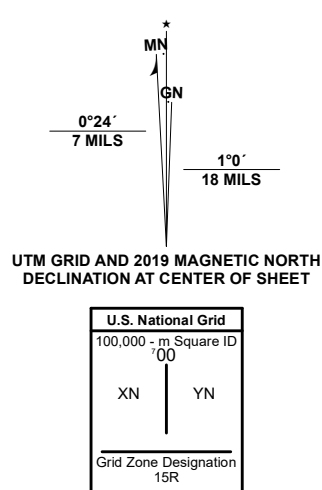 ★
MN
GN
0°24´
7 MILS
1°0´
18 MILS
UTM GRID AND 2019 MAGNETIC NORTH
DECLINATION AT CENTER OF SHEET
U.S. National Grid
100,000 - m Square ID
⁷00
XN YN
Grid Zone Designation
15R